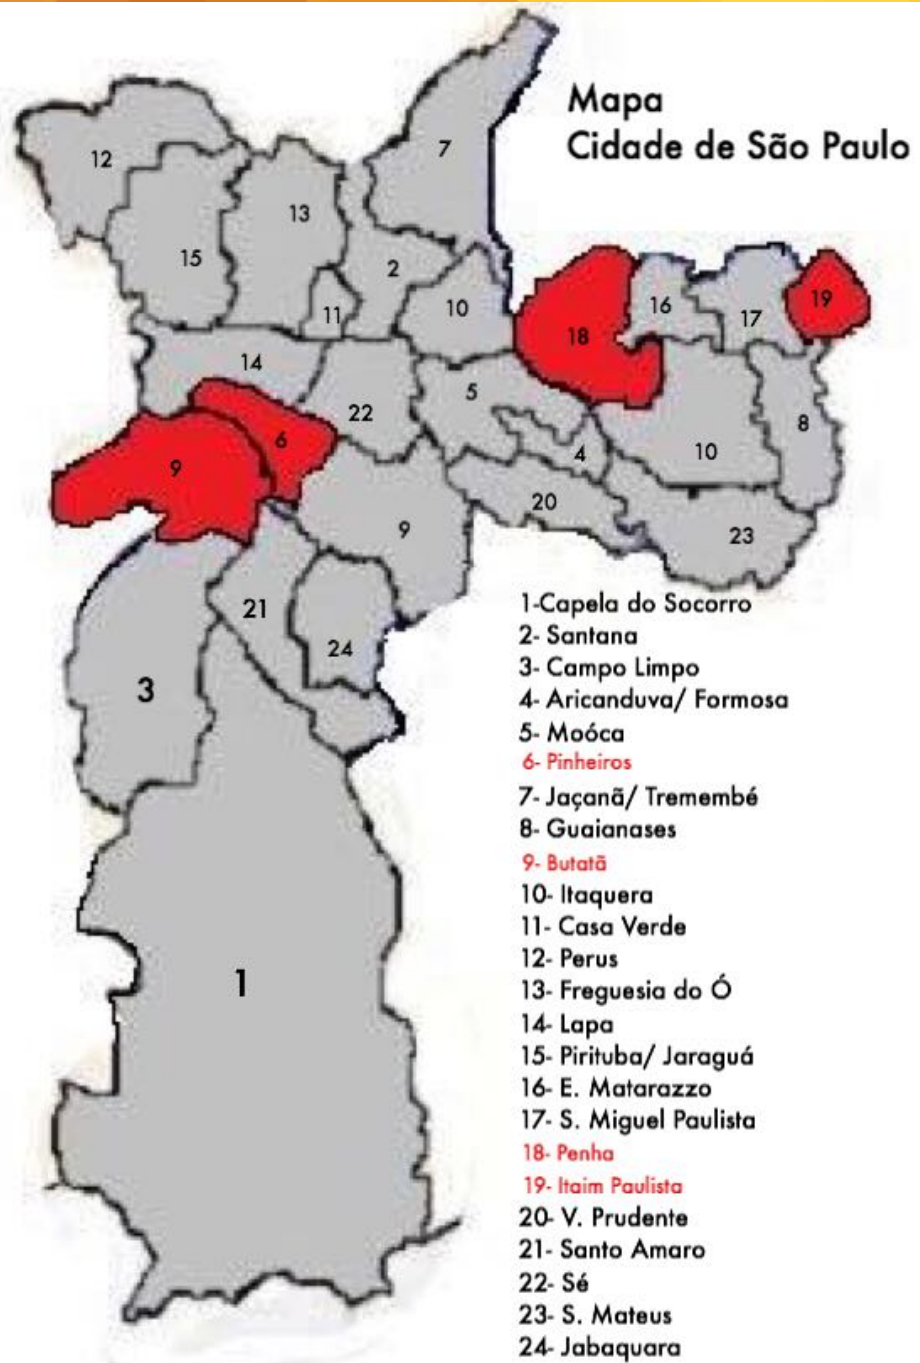 Mapa
Cidade de São Paulo
7
12
13
15
2
19
16
10
11
17
18
14
5
22
8
6
4
10
9
20
9
23
21
24
3
1
1-Capela do Socorro
2- Santana
3- Campo Limpo
4- Aricanduva/ Formosa
5- Moóca
6- Pinheiros
7- Jaçanã/ Tremembé
8- Guaianases
9- Butatã
10- Itaquera
11- Casa Verde
12- Perus
13- Freguesia do Ó
14- Lapa
15- Pirituba/ Jaraguá
16- E. Matarazzo
17- S. Miguel Paulista
18- Penha
19- Itaim Paulista
20- V. Prudente
21- Santo Amaro
22- Sé
23- S. Mateus
24- Jabaquara